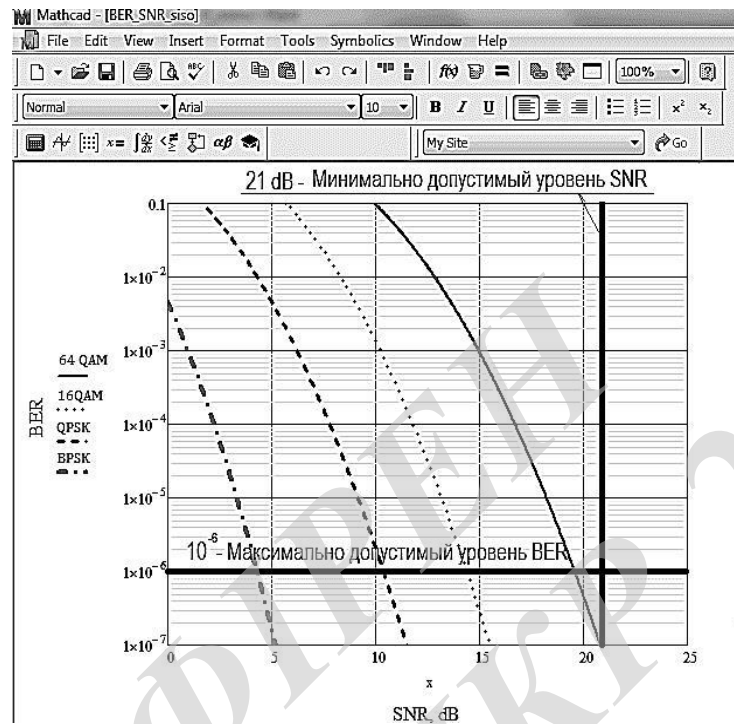 Mathcad - [BER_SNR_siso]
File Edit View Insert Format Tools Symbolics Window Help
100%
Normal Arial 10 B I U
My Site Go
21 dB - Минимально допустимый уровень SNR
0.1
1×10⁻²
1×10⁻³
1×10⁻⁴
1×10⁻⁵
1×10⁻⁶
1×10⁻⁷
BER
64 QAM
16QAM
QPSK
BPSK
10⁻⁶ - Максимально допустимый уровень BER
0 5 10 15 20 25
x
SNR, dB